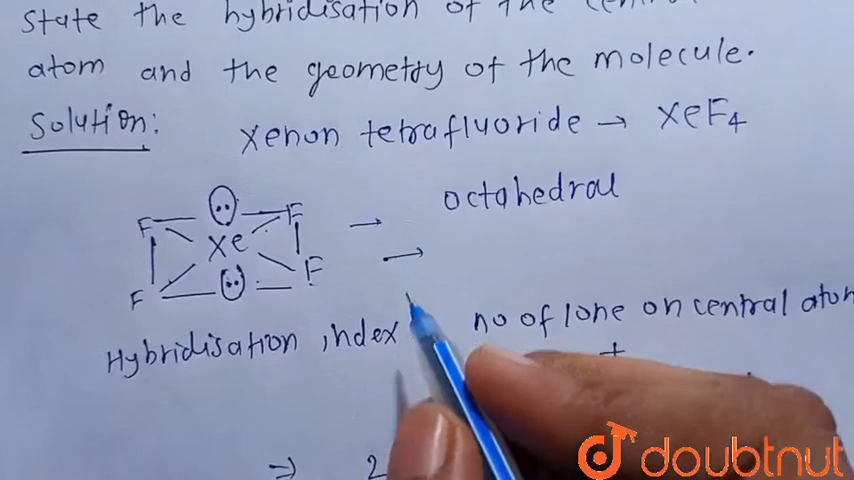 State the hybridisation of the central
atom and the geometry of the molecule.
Solution:
Xenon tetrafluoride → XeF4
octahedral
F F
Xe →
→
F F
Hybridisation index
no of lone on central atom
+
⇒ 2
doubtnut